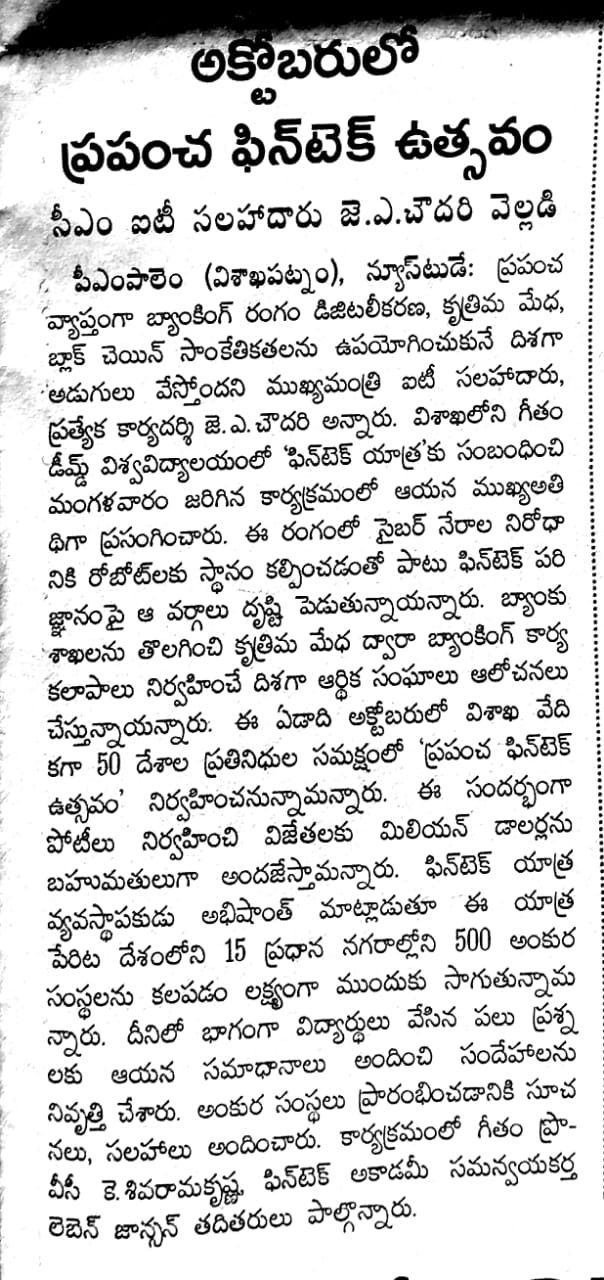 అక్టోబరులో
ప్రపంచ ఫిన్‌టెక్ ఉత్సవం
సీఎం ఐటీ సలహాదారు జె.ఎ.చౌదరి వెల్లడి
పీఎంపాలెం (విశాఖపట్నం), న్యూస్‌టుడే: ప్రపంచ
వ్యాప్తంగా బ్యాంకింగ్ రంగం డిజిటలీకరణ, కృత్రిమ మేధ,
బ్లాక్ చెయిన్ సాంకేతికతలను ఉపయోగించుకునే దిశగా
అడుగులు వేస్తోందని ముఖ్యమంత్రి ఐటీ సలహాదారు,
ప్రత్యేక కార్యదర్శి జె.ఎ.చౌదరి అన్నారు. విశాఖలోని గీతం
డీమ్డ్ విశ్వవిద్యాలయంలో ‘ఫిన్‌టెక్ యాత్ర’కు సంబంధించి
మంగళవారం జరిగిన కార్యక్రమంలో ఆయన ముఖ్యఅతి
థిగా ప్రసంగించారు. ఈ రంగంలో సైబర్ నేరాల నిరోధా
నికి రోబోట్‌లకు స్థానం కల్పించడంతో పాటు ఫిన్‌టెక్ పరి
జ్ఞానంపై ఆ వర్గాలు దృష్టి పెడుతున్నాయన్నారు. బ్యాంకు
శాఖలను తొలగించి కృత్రిమ మేధ ద్వారా బ్యాంకింగ్ కార్య
కలాపాలు నిర్వహించే దిశగా ఆర్థిక సంఘాలు ఆలోచనలు
చేస్తున్నాయన్నారు. ఈ ఏడాది అక్టోబరులో విశాఖ వేది
కగా 50 దేశాల ప్రతినిధుల సమక్షంలో ‘ప్రపంచ ఫిన్‌టెక్
ఉత్సవం’ నిర్వహించనున్నామన్నారు. ఈ సందర్భంగా
పోటీలు నిర్వహించి విజేతలకు మిలియన్ డాలర్లను
బహుమతులుగా అందజేస్తామన్నారు. ఫిన్‌టెక్ యాత్ర
వ్యవస్థాపకుడు అభిషాంత్ మాట్లాడుతూ ఈ యాత్ర
పేరిట దేశంలోని 15 ప్రధాన నగరాల్లోని 500 అంకుర
సంస్థలను కలపడం లక్ష్యంగా ముందుకు సాగుతున్నామ
న్నారు. దీనిలో భాగంగా విద్యార్థులు వేసిన పలు ప్రశ్న
లకు ఆయన సమాధానాలు అందించి సందేహాలను
నివృత్తి చేశారు. అంకుర సంస్థలు ప్రారంభించడానికి సూచ
నలు, సలహాలు అందించారు. కార్యక్రమంలో గీతం ప్రొ-
వీసీ కె.శివరామకృష్ణ, ఫిన్‌టెక్ అకాడమీ సమన్వయకర్త
లెబెన్ జాన్సన్ తదితరులు పాల్గొన్నారు.